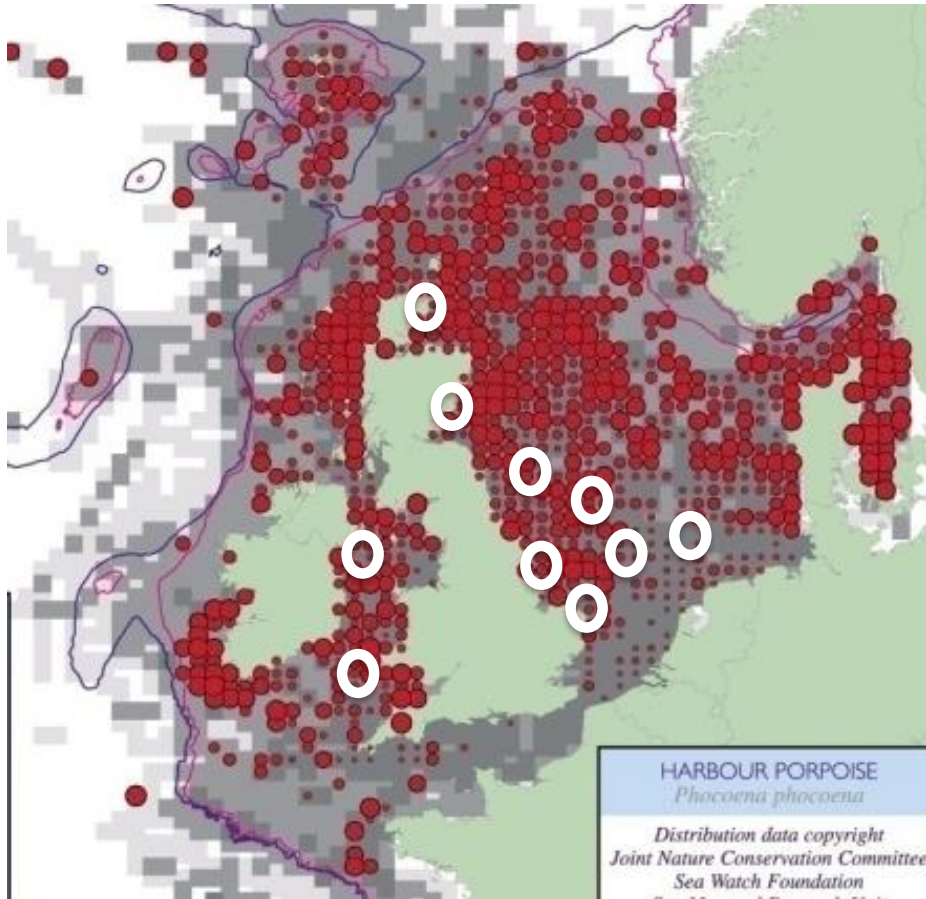 HARBOUR PORPOISE
Phocoena phocoena
Distribution data copyright
Joint Nature Conservation Committee
Sea Watch Foundation